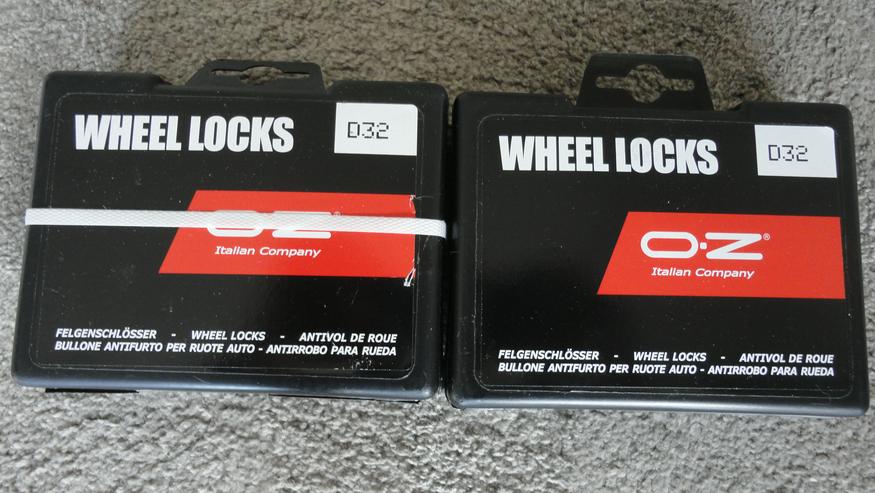 WHEEL LOCKS
D32
O·Z®
Italian Company
FELGENSCHLÖSSER - WHEEL LOCKS - ANTIVOL DE ROUE
BULLONE ANTIFURTO PER RUOTE AUTO - ANTIRROBO PARA RUEDA
WHEEL LOCKS
D32
O·Z®
Italian Company
FELGENSCHLÖSSER - WHEEL LOCKS - ANTIVOL DE ROUE
BULLONE ANTIFURTO PER RUOTE AUTO - ANTIRROBO PARA RUEDA